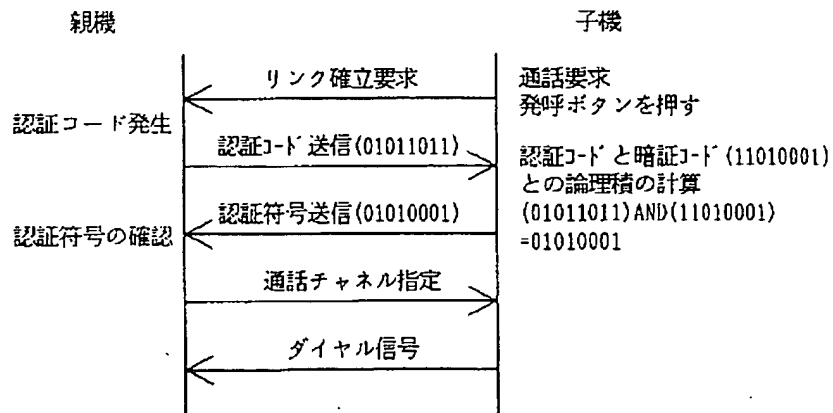 親機
子機
リンク確立要求
通話要求
発呼ボタンを押す
認証コード発生
認証ｺｰﾄﾞ送信(01011011)
認証ｺｰﾄﾞと暗証ｺｰﾄﾞ(11010001)
との論理積の計算
(01011011)AND(11010001)
=01010001
認証符号送信(01010001)
認証符号の確認
通話チャネル指定
ダイヤル信号